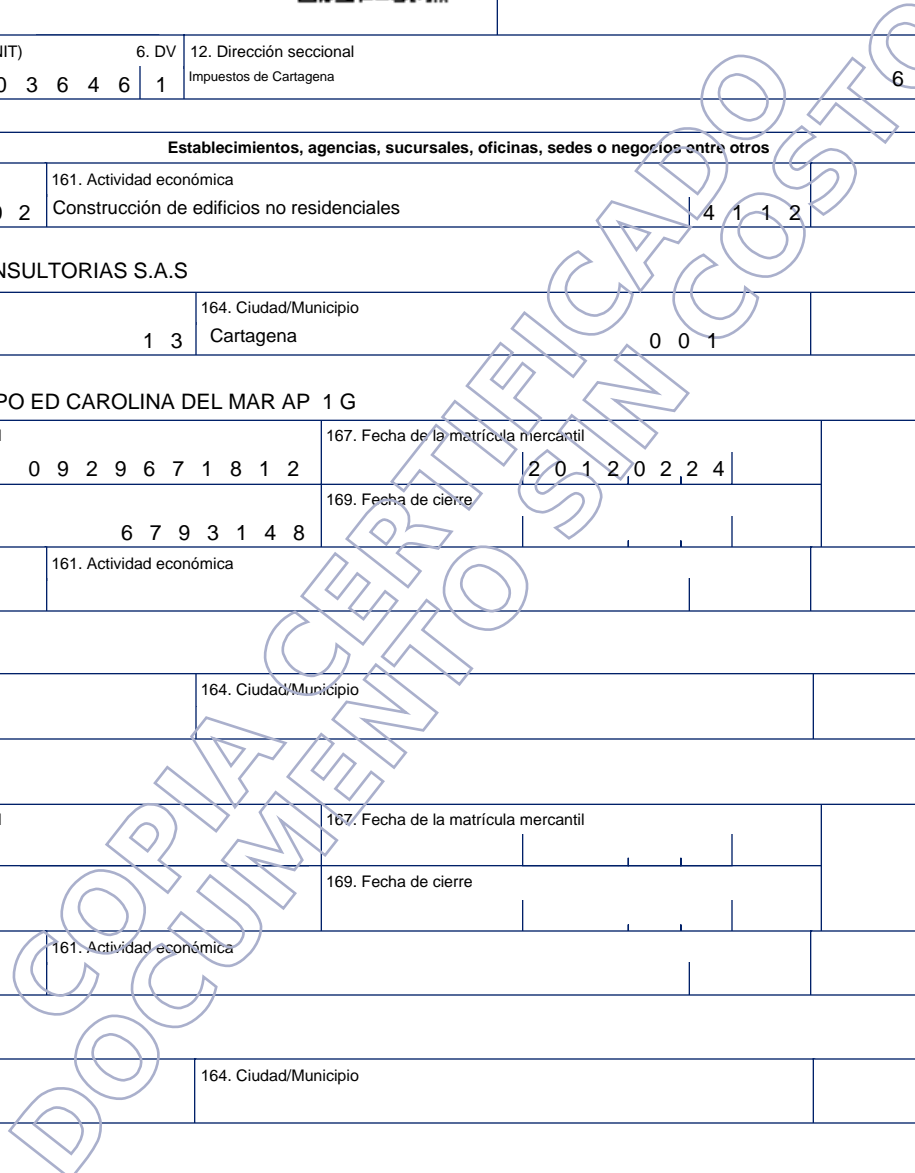 NIT) 6. DV 12. Dirección seccional
0 3 6 4 6 1 Impuestos de Cartagena 6
Establecimientos, agencias, sucursales, oficinas, sedes o negocios entre otros
161. Actividad económica
0 2 Construcción de edificios no residenciales 4 1 1 2
NSULTORIAS S.A.S
164. Ciudad/Municipio
1 3 Cartagena 0 0 1
PO ED CAROLINA DEL MAR AP 1 G
167. Fecha de la matrícula mercantil
0 9 2 9 6 7 1 8 1 2 2 0 1 2 0 2 2 4
169. Fecha de cierre
6 7 9 3 1 4 8
161. Actividad económica
164. Ciudad/Municipio
167. Fecha de la matrícula mercantil
169. Fecha de cierre
161. Actividad económica
164. Ciudad/Municipio
COPIA CERTIFICADO
DOCUMENTO SIN COSTO